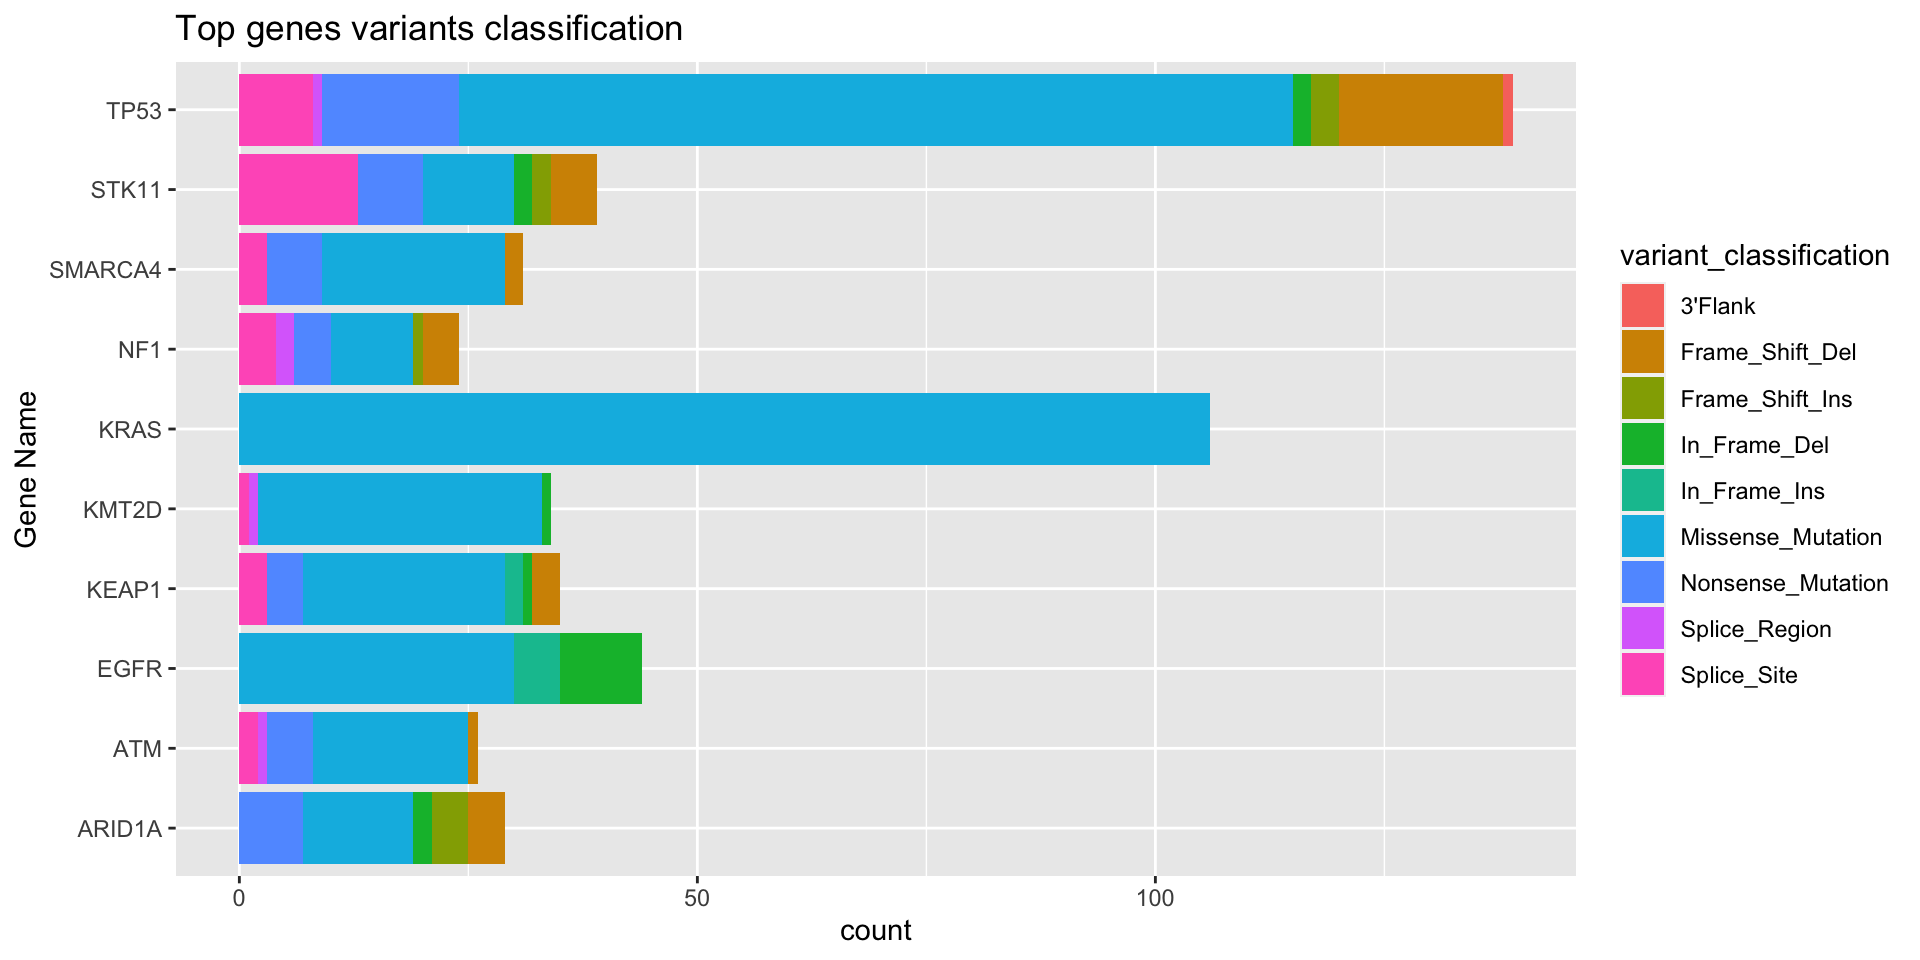 Top genes variants classification
Gene Name
TP53
STK11
SMARCA4
NF1
KRAS
KMT2D
KEAP1
EGFR
ATM
ARID1A
0 50 100
count
variant_classification
3'Flank
Frame_Shift_Del
Frame_Shift_Ins
In_Frame_Del
In_Frame_Ins
Missense_Mutation
Nonsense_Mutation
Splice_Region
Splice_Site